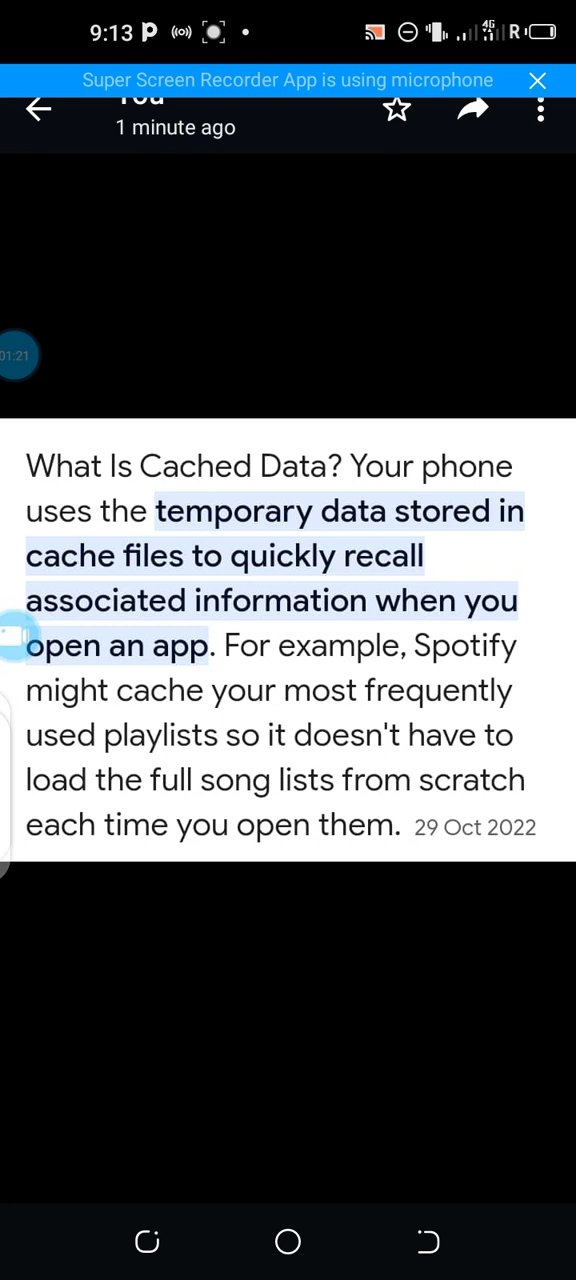 9:13
4G R
Super Screen Recorder App is using microphone
You
1 minute ago
01:21
What Is Cached Data? Your phone
uses the temporary data stored in
cache files to quickly recall
associated information when you
open an app. For example, Spotify
might cache your most frequently
used playlists so it doesn't have to
load the full song lists from scratch
each time you open them. 29 Oct 2022